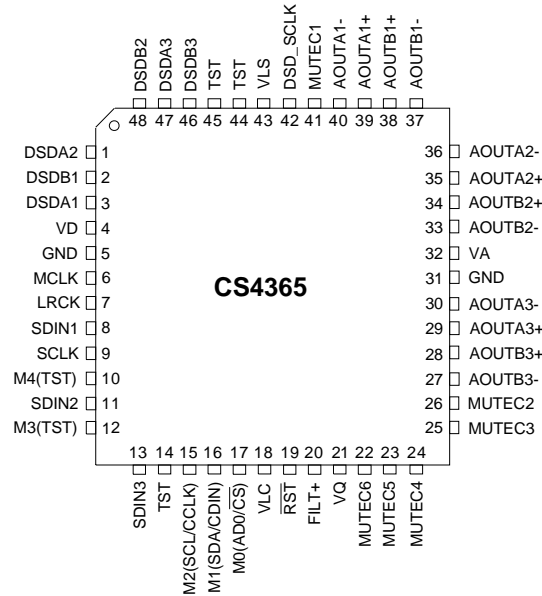 DSDB2
DSDA3
DSDB3
TST
TST
VLS
DSD_SCLK
MUTEC1
AOUTA1-
AOUTA1+
AOUTB1+
AOUTB1-
48 47 46 45 44 43 42 41 40 39 38 37
DSDA2 1
DSDB1 2
DSDA1 3
VD 4
GND 5
MCLK 6
LRCK 7
SDIN1 8
SCLK 9
M4(TST) 10
SDIN2 11
M3(TST) 12
CS4365
36 AOUTA2-
35 AOUTA2+
34 AOUTB2+
33 AOUTB2-
32 VA
31 GND
30 AOUTA3-
29 AOUTA3+
28 AOUTB3+
27 AOUTB3-
26 MUTEC2
25 MUTEC3
13 14 15 16 17 18 19 20 21 22 23 24
SDIN3
TST
M2(SCL/CCLK)
M1(SDA/CDIN)
M0(AD0/CS)
VLC
RST
FILT+
VQ
MUTEC6
MUTEC5
MUTEC4